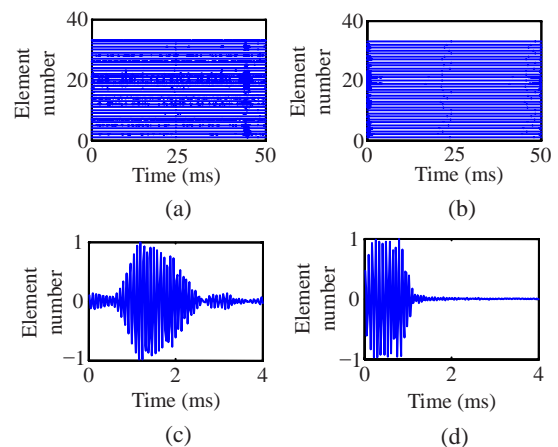 40
20
0
Element
number
0 25 50
Time (ms)
(a)
40
20
0
Element
number
0 25 50
Time (ms)
(b)
1
0
−1
Element
number
0 2 4
Time (ms)
(c)
1
0
−1
Element
number
0 2 4
Time (ms)
(d)